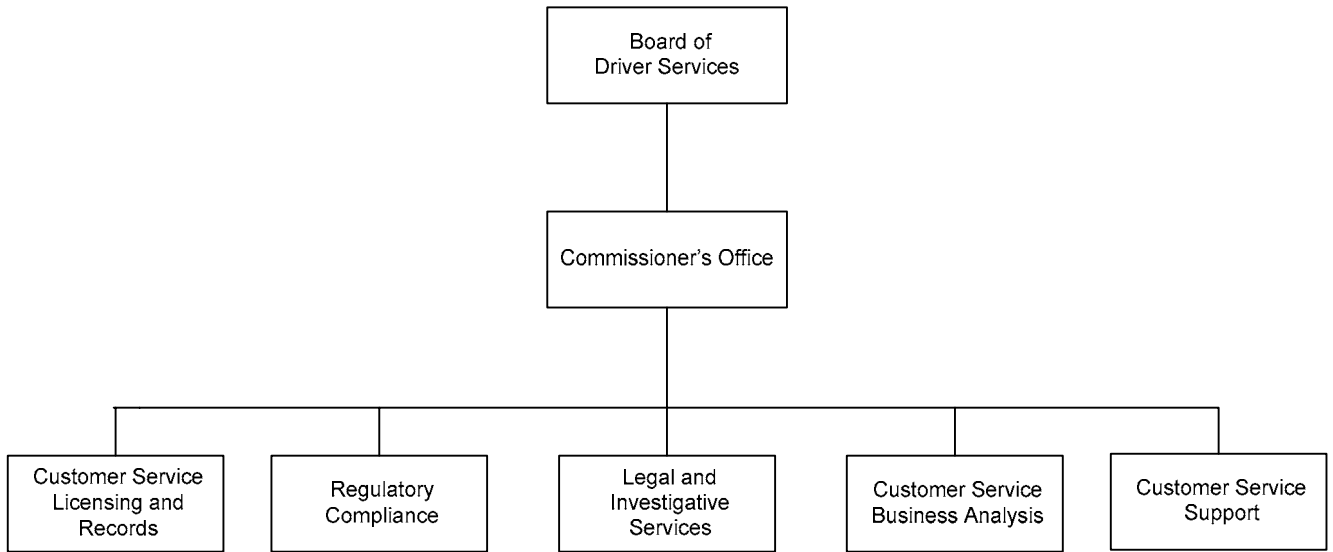 Board of
Driver Services
Commissioner’s Office
Customer Service
Licensing and
Records
Regulatory
Compliance
Legal and
Investigative
Services
Customer Service
Business Analysis
Customer Service
Support